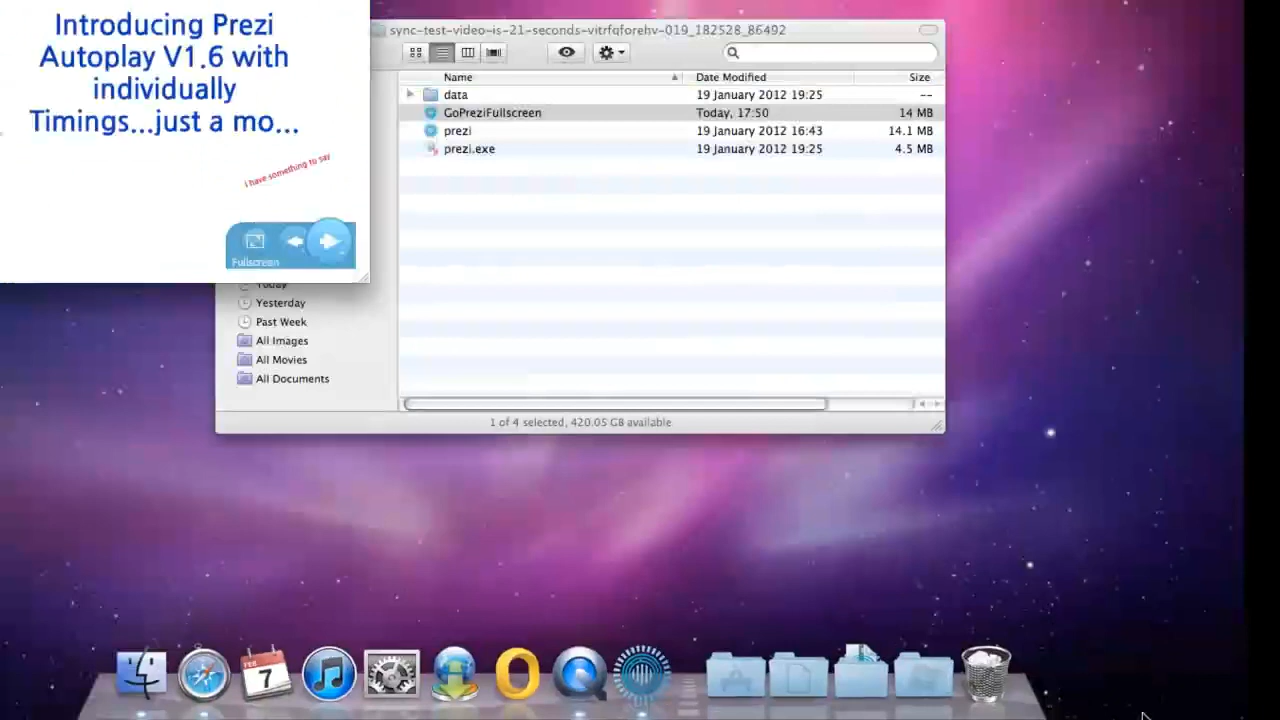 Introducing Prezi
Autoplay V1.6 with
individually
Timings...just a mo...
I have something to say
Fullscreen
sync-test-video-is-21-seconds-vitrfqforehv-019_182528_86492
Name Date Modified Size
data 19 January 2012 19:25 --
GoPreziFullscreen Today, 17:50 14 MB
prezi 19 January 2012 16:43 14.1 MB
prezi.exe 19 January 2012 19:25 4.5 MB
Today
Yesterday
Past Week
All Images
All Movies
All Documents
1 of 4 selected, 420.05 GB available
FEB
7